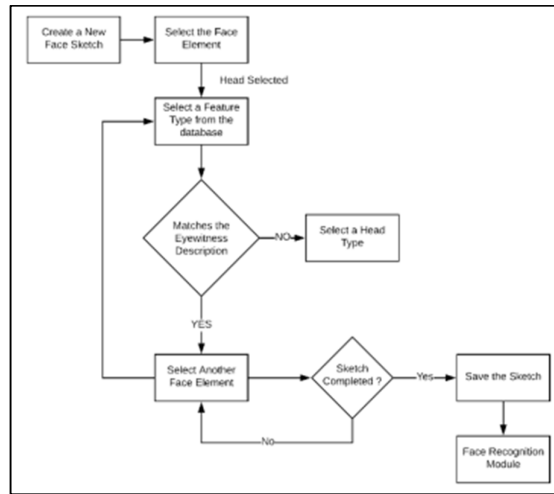 Create a New
Face Sketch
Select the Face
Element
Head Selected
Select a Feature
Type from the
database
Matches the
Eyewitness
Description
NO
Select a Head
Type
YES
Select Another
Face Element
Sketch
Completed ?
Yes
Save the Sketch
No
Face Recognition
Module